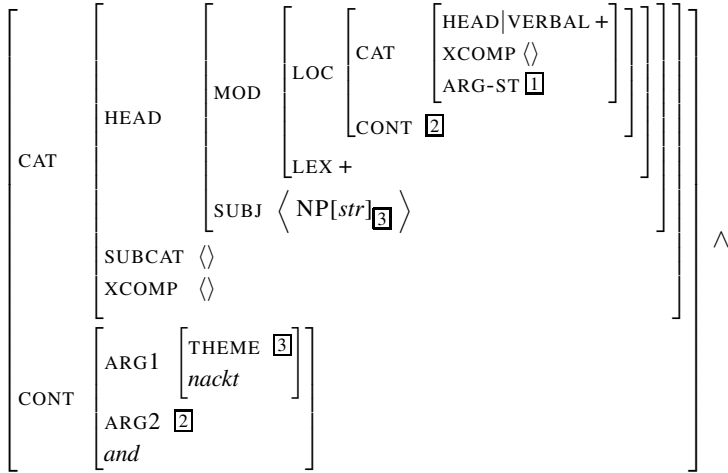 HEAD|VERBAL +
CAT XCOMP ⟨⟩
LOC ARG-ST 1
MOD
HEAD CONT 2
CAT LEX +
SUBJ ⟨ NP[str]3 ⟩
∧
SUBCAT ⟨⟩
XCOMP ⟨⟩
ARG1 THEME 3
nackt
CONT
ARG2 2
and